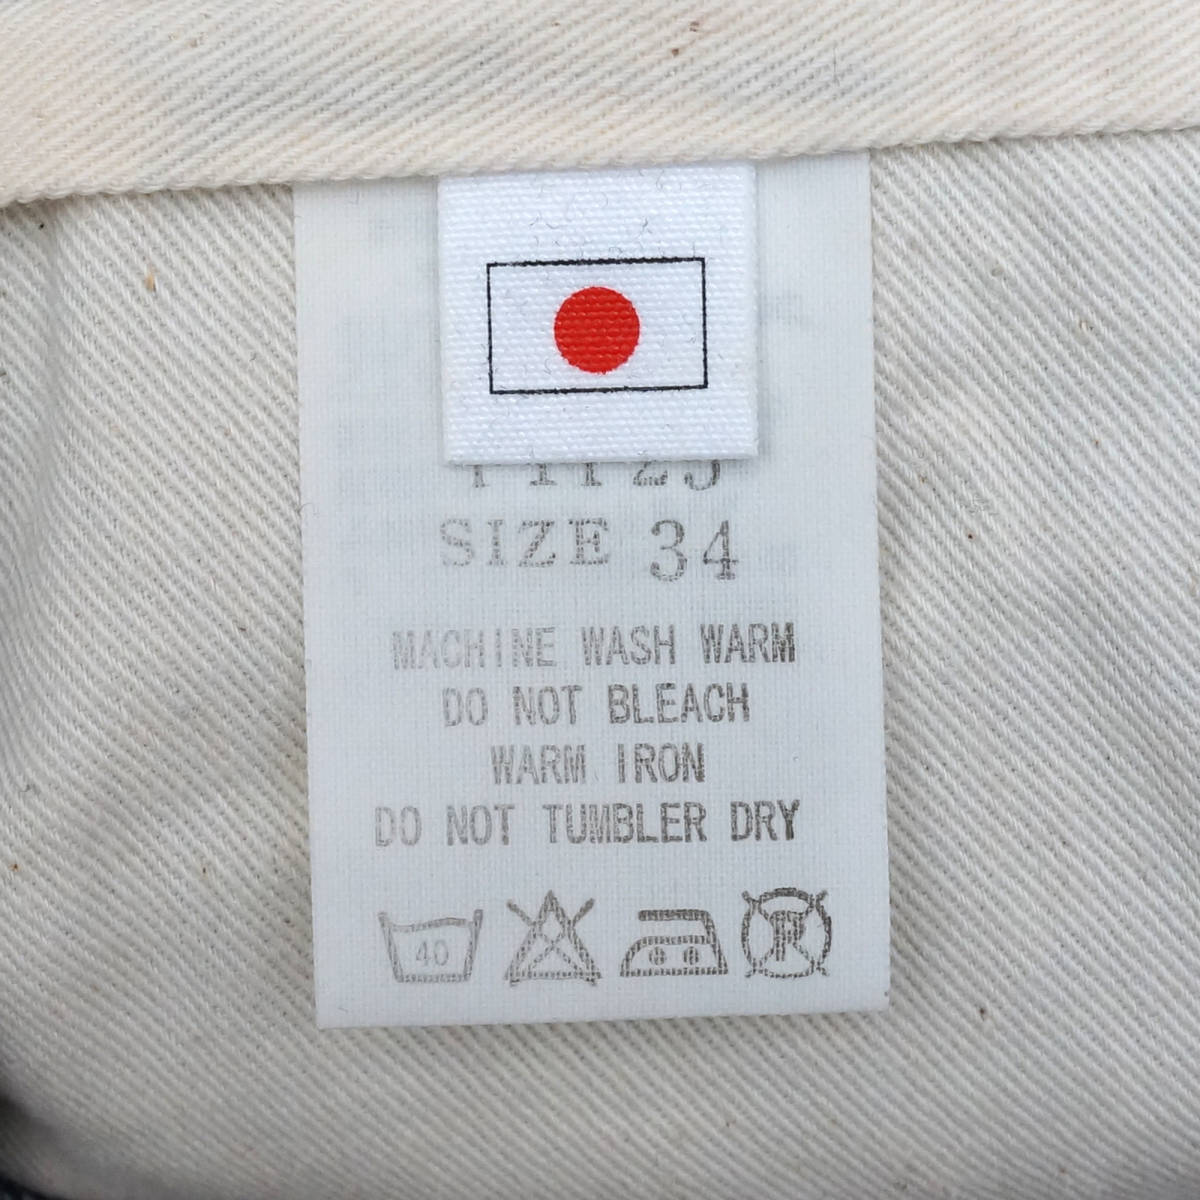 SIZE 34
MACHINE WASH WARM
DO NOT BLEACH
WARM IRON
DO NOT TUMBLER DRY
40
P